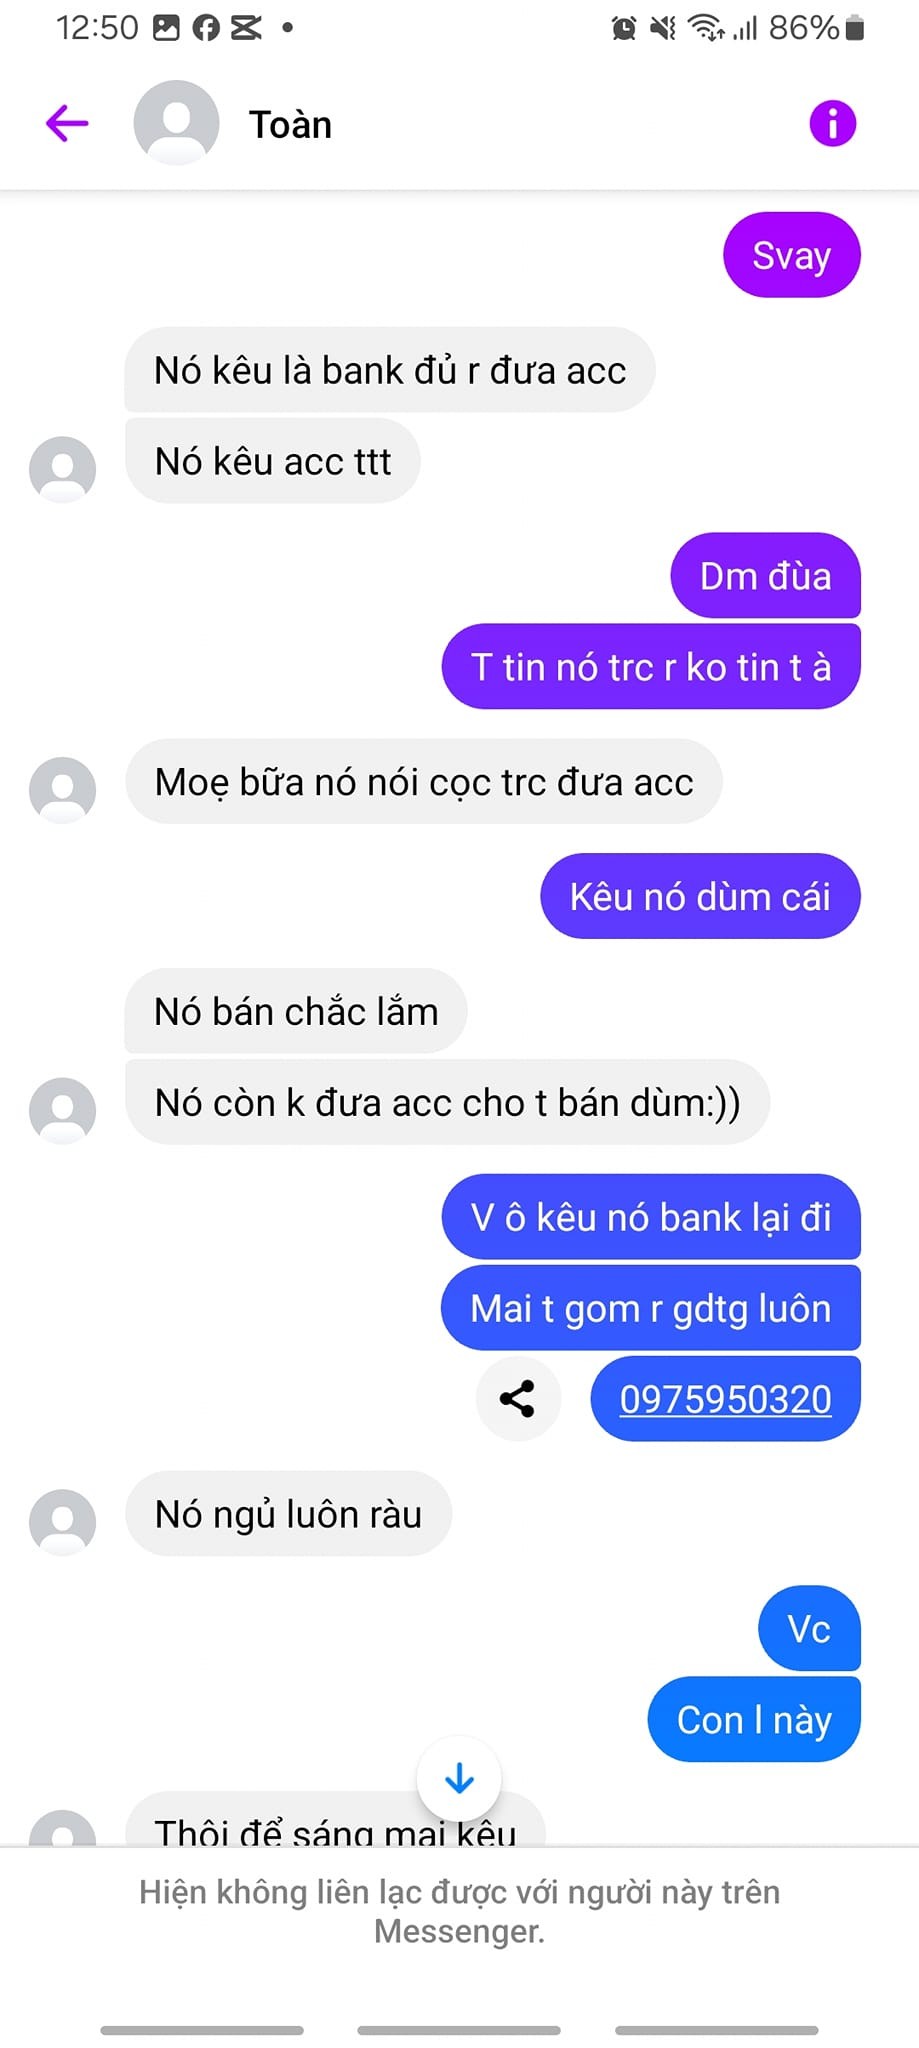 12:50
86%
Toàn
Svay
Nó kêu là bank đủ r đưa acc
Nó kêu acc ttt
Dm đùa
T tin nó trc r ko tin t à
Moẹ bữa nó nói cọc trc đưa acc
Kêu nó dùm cái
Nó bán chắc lắm
Nó còn k đưa acc cho t bán dùm:))
V ô kêu nó bank lại đi
Mai t gom r gdtg luôn
0975950320
Nó ngủ luôn ràu
Vc
Con l này
Thôi để sáng mai kêu
Hiện không liên lạc được với người này trên
Messenger.